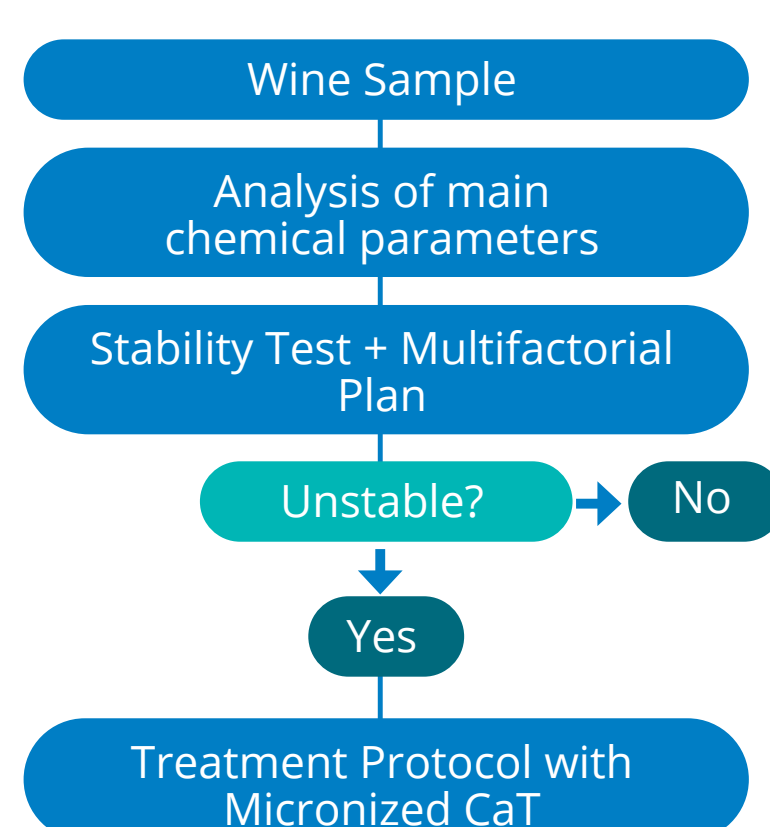 Wine Sample
Analysis of main
chemical parameters
Stability Test + Multifactorial
Plan
Unstable?
No
Yes
Treatment Protocol with
Micronized CaT